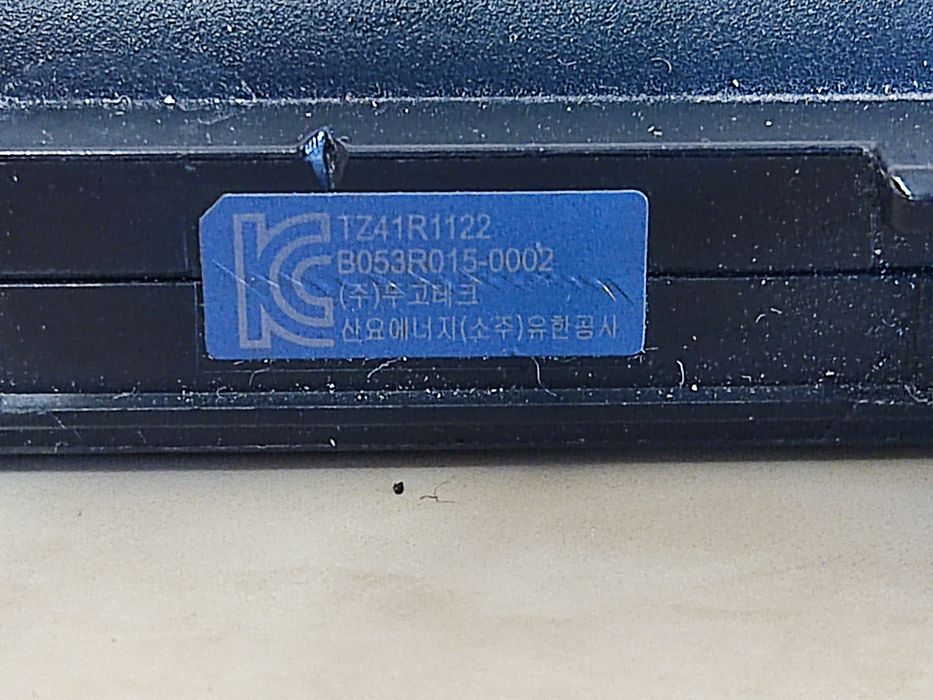 TZ41R1122
B053R015-0002
(주)우고테크
산요에너지(소주)유한공사